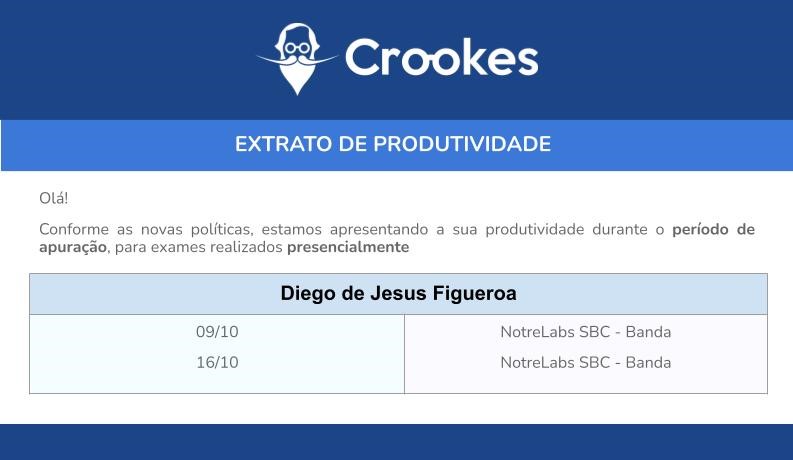 Crookes
EXTRATO DE PRODUTIVIDADE
Olá!
Conforme as novas políticas, estamos apresentando a sua produtividade durante o período de
apuração, para exames realizados presencialmente
Diego de Jesus Figueroa
09/10 NotreLabs SBC - Banda
16/10 NotreLabs SBC - Banda